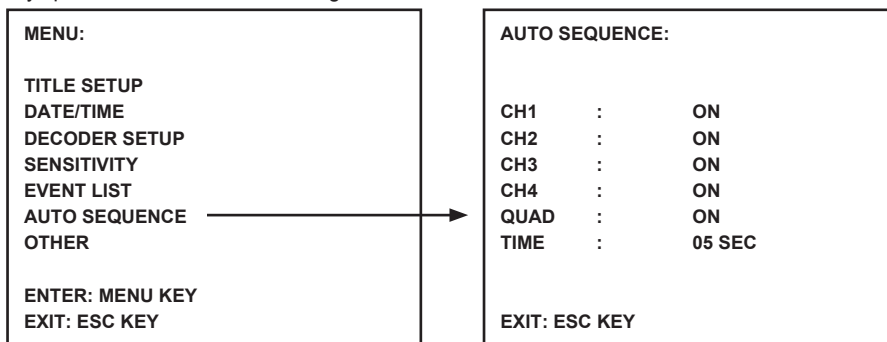 MENU:
TITLE SETUP
DATE/TIME
DECODER SETUP
SENSITIVITY
EVENT LIST
AUTO SEQUENCE
OTHER
ENTER: MENU KEY
EXIT: ESC KEY
AUTO SEQUENCE:
CH1 : ON
CH2 : ON
CH3 : ON
CH4 : ON
QUAD : ON
TIME : 05 SEC
EXIT: ESC KEY